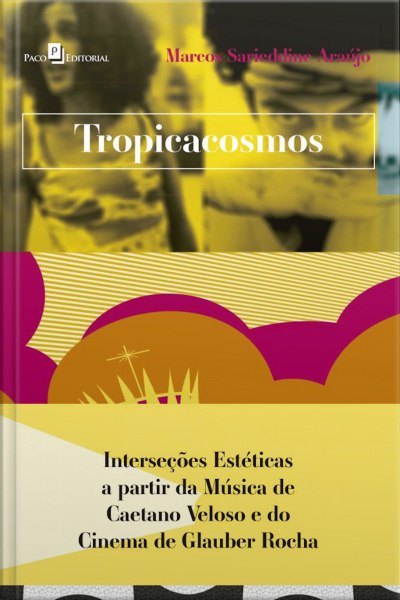 PACO EDITORIAL
Marcos Sarieddine Araújo
Tropicacosmos
Interseções Estéticas
a partir da Música de
Caetano Veloso e do
Cinema de Glauber Rocha